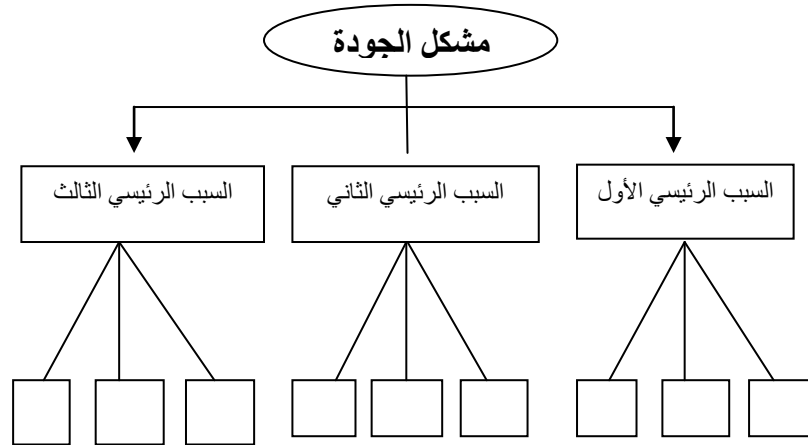 مشكل الجودة
السبب الرئيسي الأول
السبب الرئيسي الثاني
السبب الرئيسي الثالث